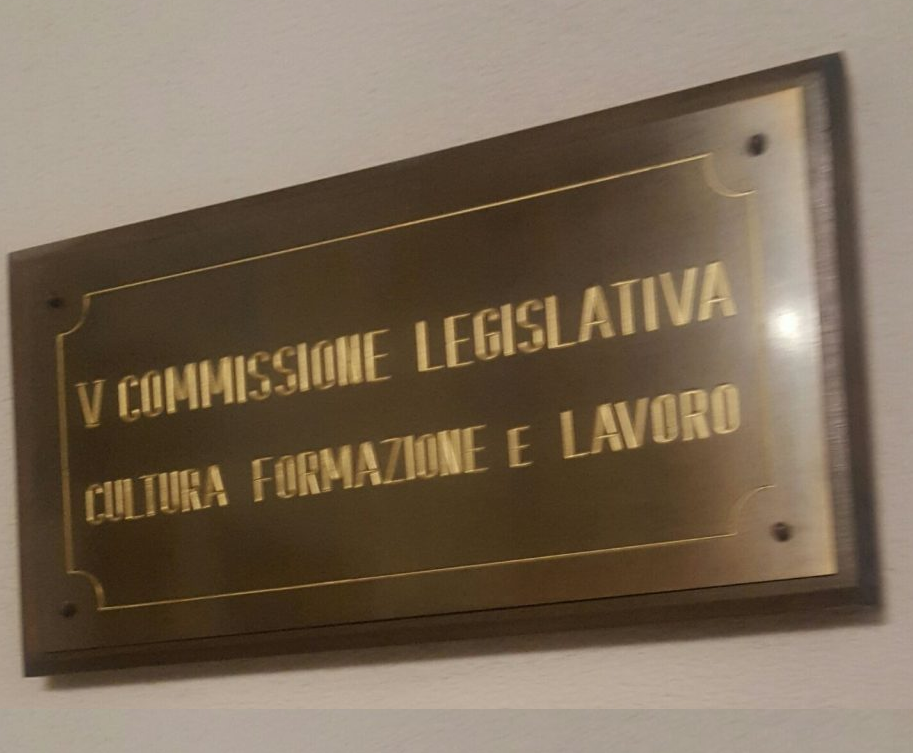 V COMMISSIONE LEGISLATIVA
CULTURA FORMAZIONE E LAVORO